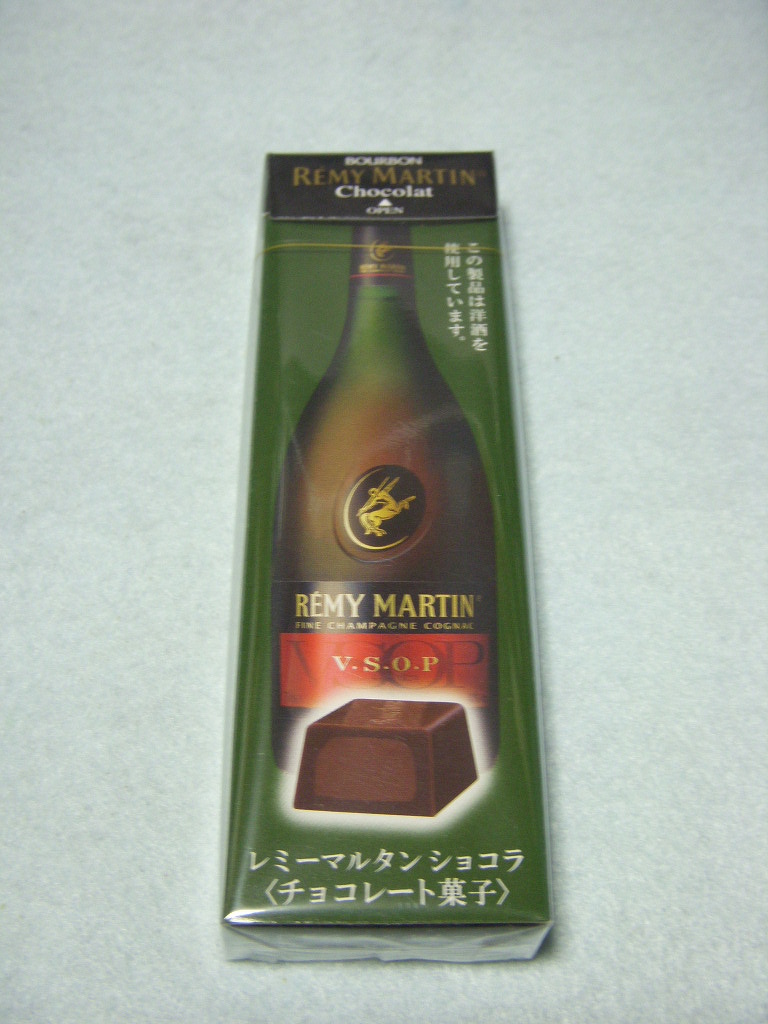 BOURBON
RÉMY MARTIN®
Chocolat
OPEN
この製品は洋酒を
使用しています。
RÉMY MARTIN®
FINE CHAMPAGNE COGNAC
V.S.O.P
V.S.O.P
レミーマルタン ショコラ
〈チョコレート菓子〉